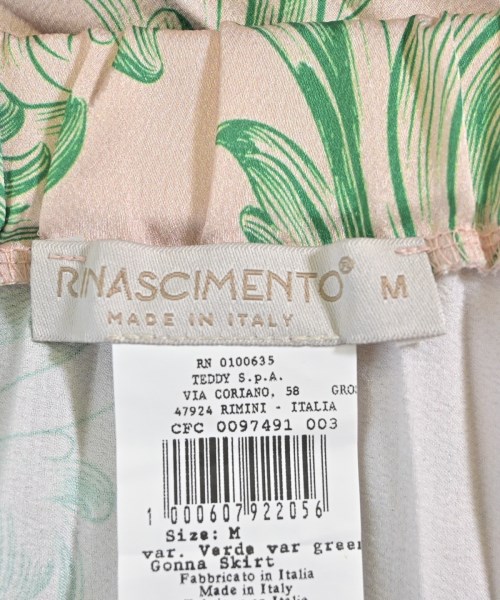 RINASCIMENTO® M
MADE IN ITALY
RN 0100635
TEDDY S.p.A.
VIA CORIANO, 58 GRO
47924 RIMINI - ITALIA
CFC 0097491 003
1 000607 922056
Size: M
var. Verde var green
Gonna Skirt
Fabbricato in Italia
Made in Italy